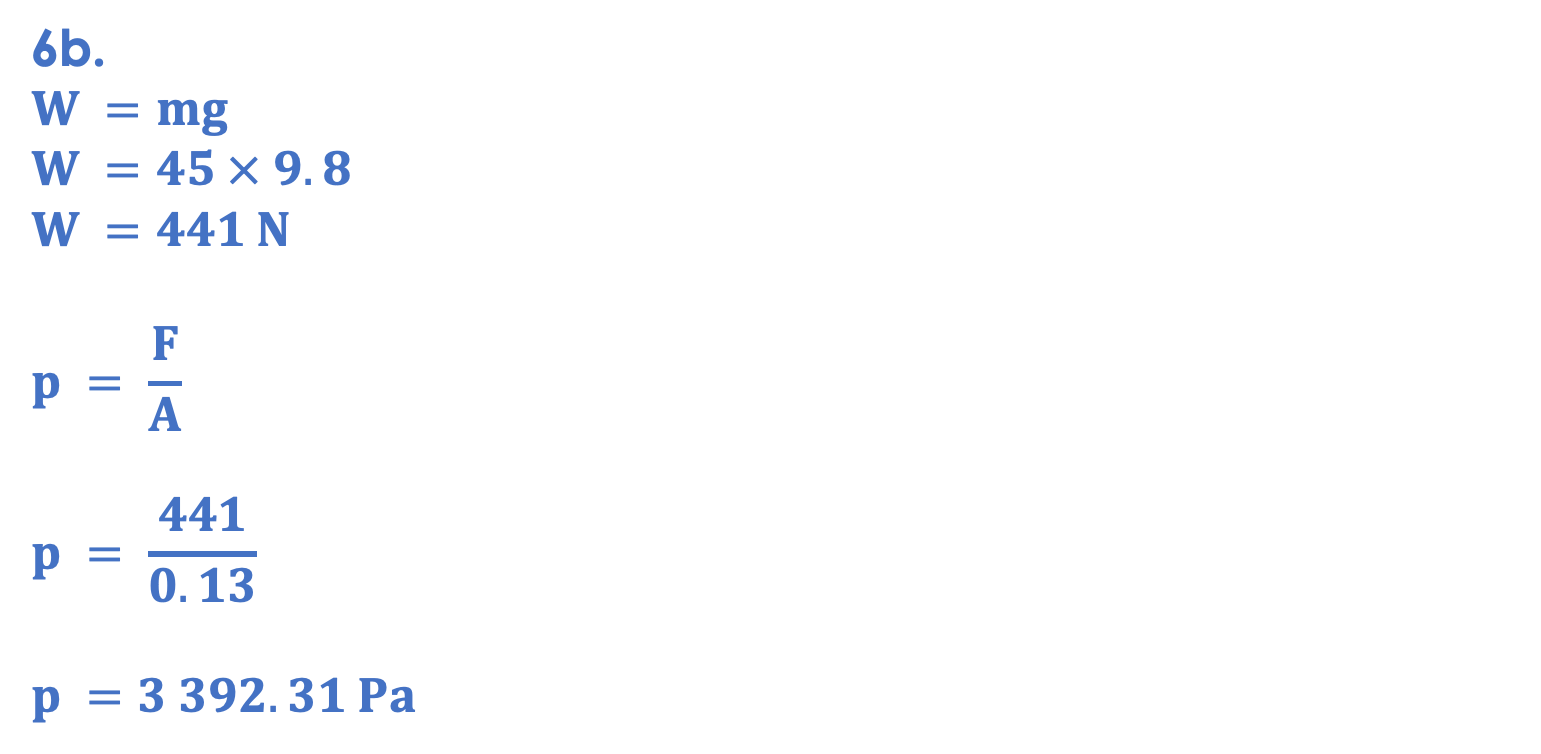 6b.
W = mg
W = 45 × 9.8
W = 441 N
p = F/A
p = 441/0.13
p = 3 392.31 Pa